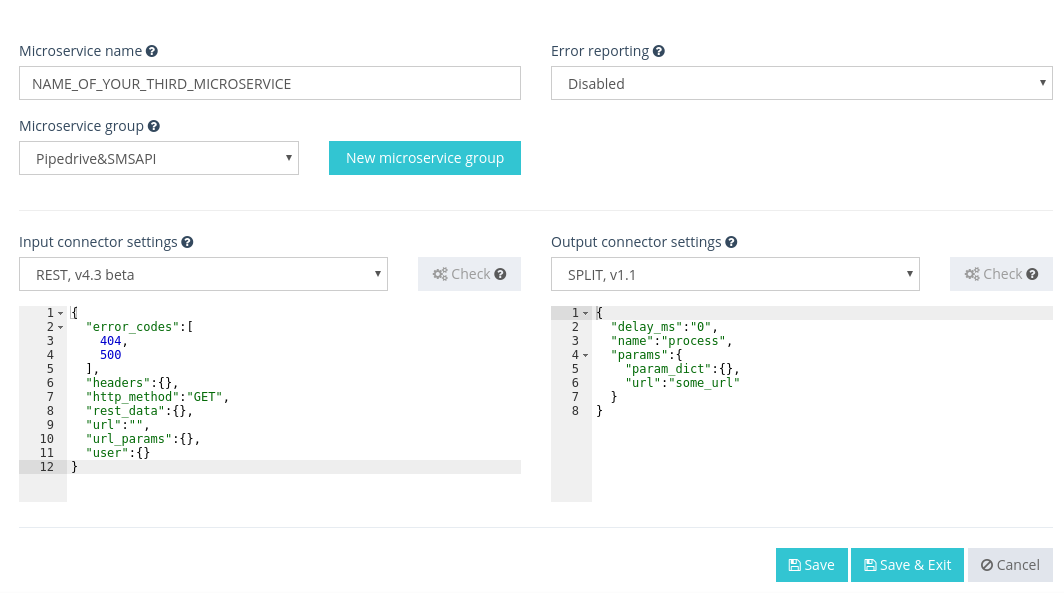 Microservice name
Error reporting
NAME_OF_YOUR_THIRD_MICROSERVICE
Disabled
Microservice group
Pipedrive&SMSAPI
New microservice group
Input connector settings
Output connector settings
REST, v4.3 beta
Check
SPLIT, v1.1
Check
1 {
2 "error_codes":[
3 404,
4 500
5 ],
6 "headers":{},
7 "http_method":"GET",
8 "rest_data":{},
9 "url":"",
10 "url_params":{},
11 "user":{}
12 }
1 {
2 "delay_ms":"0",
3 "name":"process",
4 "params":{
5 "param_dict":{},
6 "url":"some_url"
7 }
8 }
Save
Save & Exit
Cancel